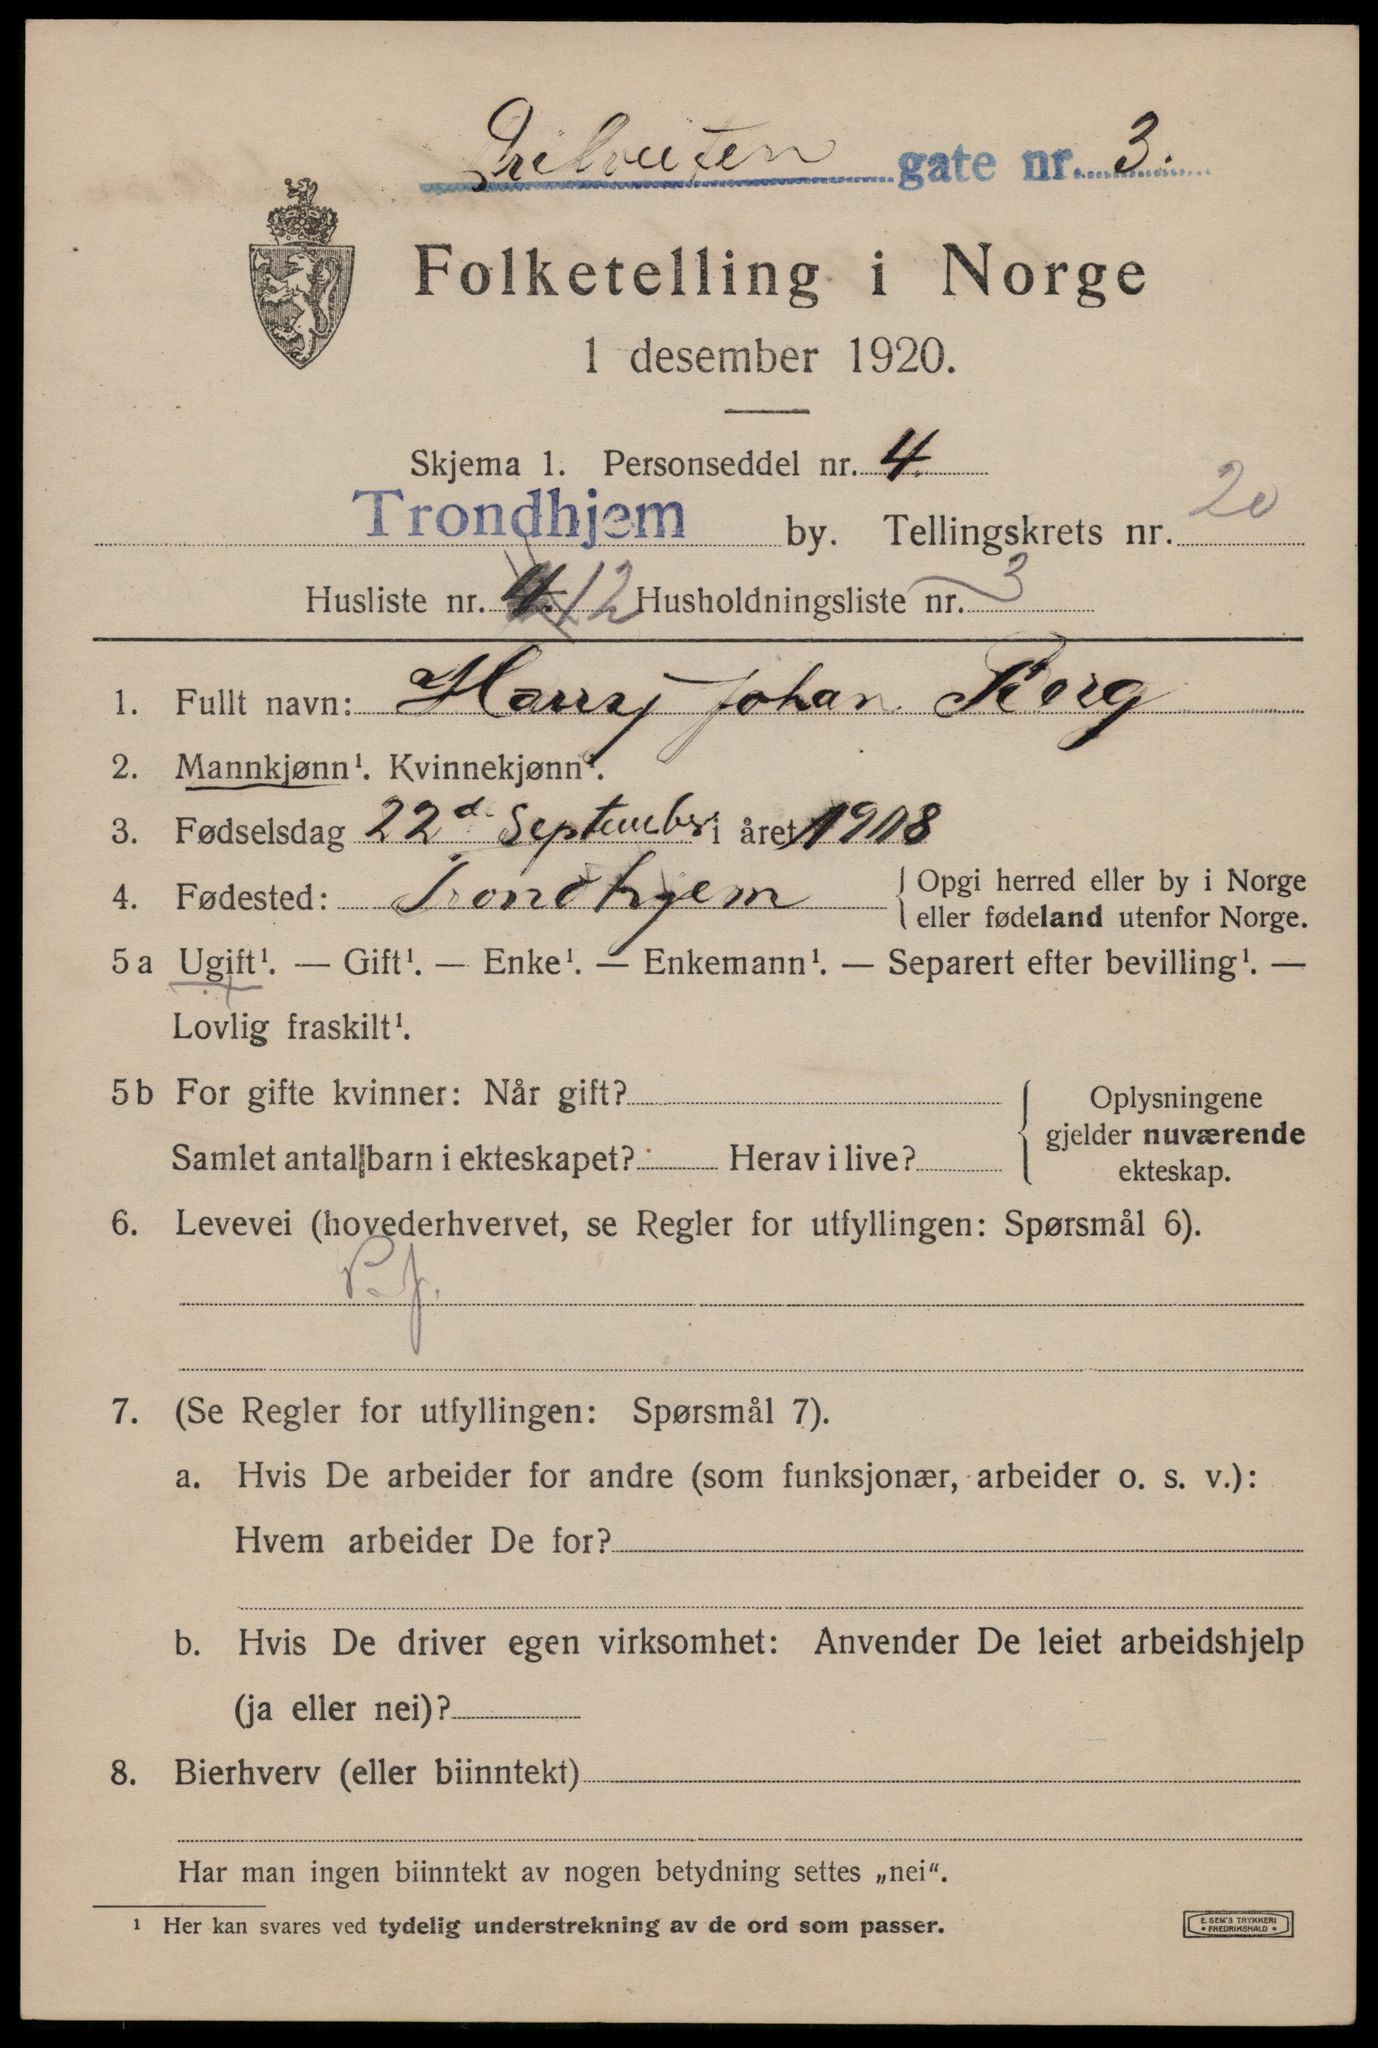 gate nr. 3.
Folketelling i Norge
1 desember 1920.
Skjema 1. Personseddel nr. 4.
Trondhjem by. Tellingskrets nr. 20
Husliste nr. 4. 12 Husholdningsliste nr. 3
1. Fullt navn: Harry Johan Berg
2. Mannkjønn¹. Kvinnekjønn¹.
3. Fødselsdag 22d September i året 1918
4. Fødested: Trondhjem { Opgi herred eller by i Norge
eller fødeland utenfor Norge.
5 a Ugift¹. — Gift¹. — Enke¹. — Enkemann¹. — Separert efter bevilling¹. —
Lovlig fraskilt¹.
5 b For gifte kvinner: Når gift?
Samlet antall barn i ekteskapet? Herav i live?
Oplysningene
gjelder nuværende
ekteskap.
6. Levevei (hovederhvervet, se Regler for utfyllingen: Spørsmål 6).
7. (Se Regler for utfyllingen: Spørsmål 7).
a. Hvis De arbeider for andre (som funksjonær, arbeider o. s. v.):
Hvem arbeider De for?
b. Hvis De driver egen virksomhet: Anvender De leiet arbeidshjelp
(ja eller nei)?
8. Bierhverv (eller biinntekt)
Har man ingen biinntekt av nogen betydning settes „nei“.
¹ Her kan svares ved tydelig understrekning av de ord som passer.
E. SEM'S TRYKKERI
• FREDRIKSHALD •